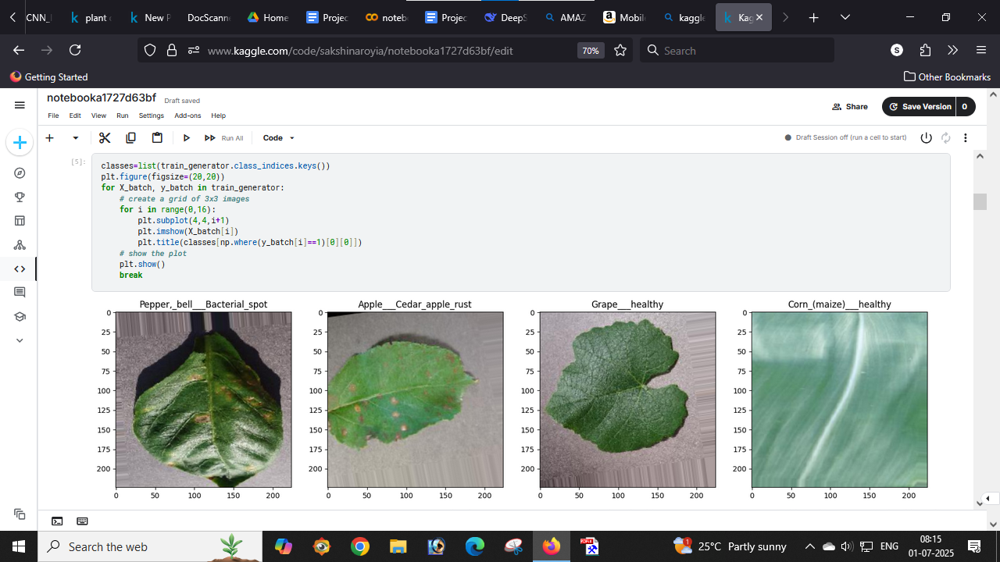 CNN_
plant
New P
DocScann
Home
Projec
noteb
Projec
DeepS
AMAZ
Mobil
kaggle
Kag
www.kaggle.com/code/sakshinaroyia/notebooka1727d63bf/edit
70%
Search
S
Getting Started
Other Bookmarks
notebooka1727d63bf
Draft saved
File Edit View Run Settings Add-ons Help
Share
Save Version
0
Run All
Code
Draft Session off (run a cell to start)
[5]:
classes=list(train_generator.class_indices.keys())
plt.figure(figsize=(20,20))
for X_batch, y_batch in train_generator:
    # create a grid of 3x3 images
    for i in range(0,16):
        plt.subplot(4,4,i+1)
        plt.imshow(X_batch[i])
        plt.title(classes[np.where(y_batch[i]==1)[0][0]])
    # show the plot
    plt.show()
    break
Pepper,_bell___Bacterial_spot
0
25
50
75
100
125
150
175
200
0 50 100 150 200
Apple___Cedar_apple_rust
0
25
50
75
100
125
150
175
200
0 50 100 150 200
Grape___healthy
0
25
50
75
100
125
150
175
200
0 50 100 150 200
Corn_(maize)___healthy
0
25
50
75
100
125
150
175
200
0 50 100 150 200
Search the web
1
25°C Partly sunny
ENG
08:15
01-07-2025